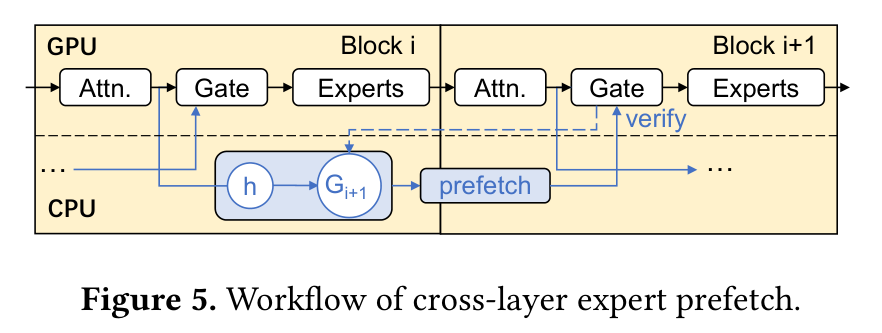 GPU
Block i
Block i+1
Attn.
Gate
Experts
Attn.
Gate
Experts
verify
...
...
h
G i+1
prefetch
CPU
Figure 5. Workflow of cross-layer expert prefetch.